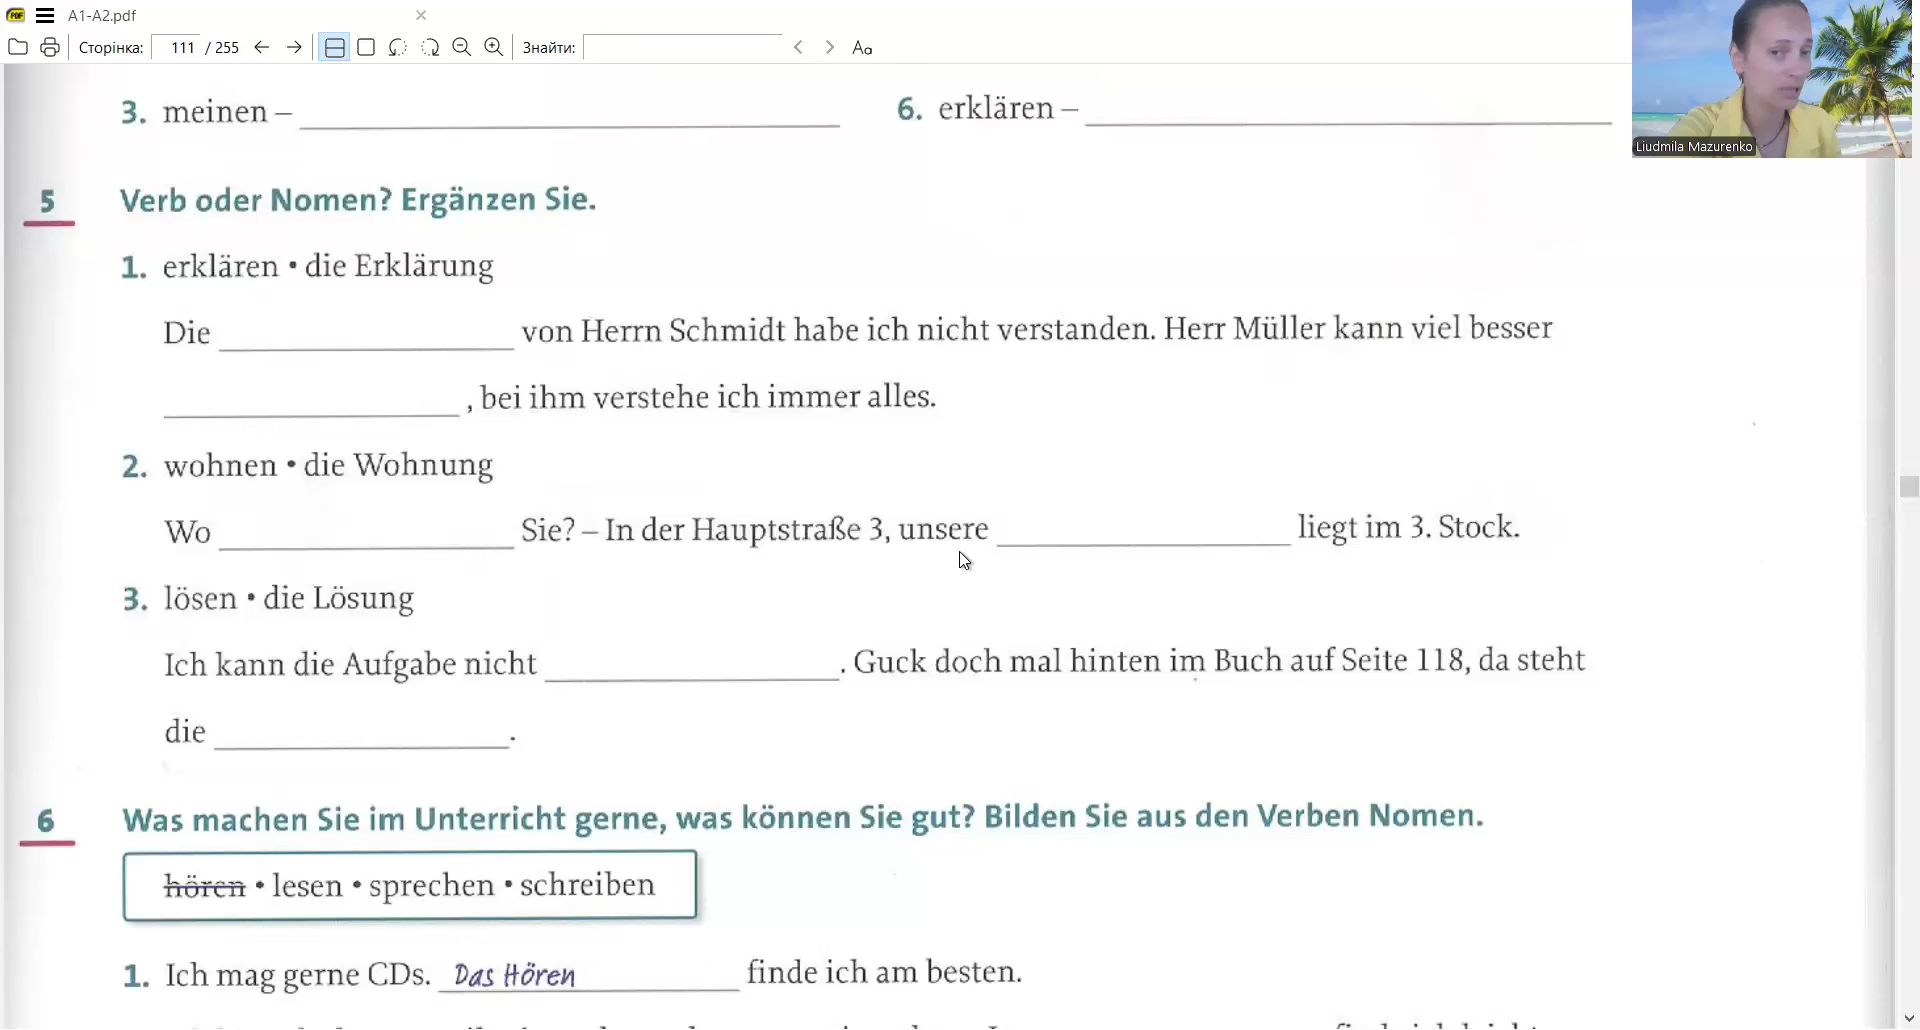 A1-A2.pdf
Сторінка: 111 / 255 Знайти: Aa
Liudmila Mazurenko
3. meinen – 6. erklären –
5 Verb oder Nomen? Ergänzen Sie.
1. erklären • die Erklärung
Die von Herrn Schmidt habe ich nicht verstanden. Herr Müller kann viel besser
, bei ihm verstehe ich immer alles.
2. wohnen • die Wohnung
Wo Sie? – In der Hauptstraße 3, unsere liegt im 3. Stock.
3. lösen • die Lösung
Ich kann die Aufgabe nicht . Guck doch mal hinten im Buch auf Seite 118, da steht
die .
6 Was machen Sie im Unterricht gerne, was können Sie gut? Bilden Sie aus den Verben Nomen.
hören • lesen • sprechen • schreiben
1. Ich mag gerne CDs. Das Hören finde ich am besten.